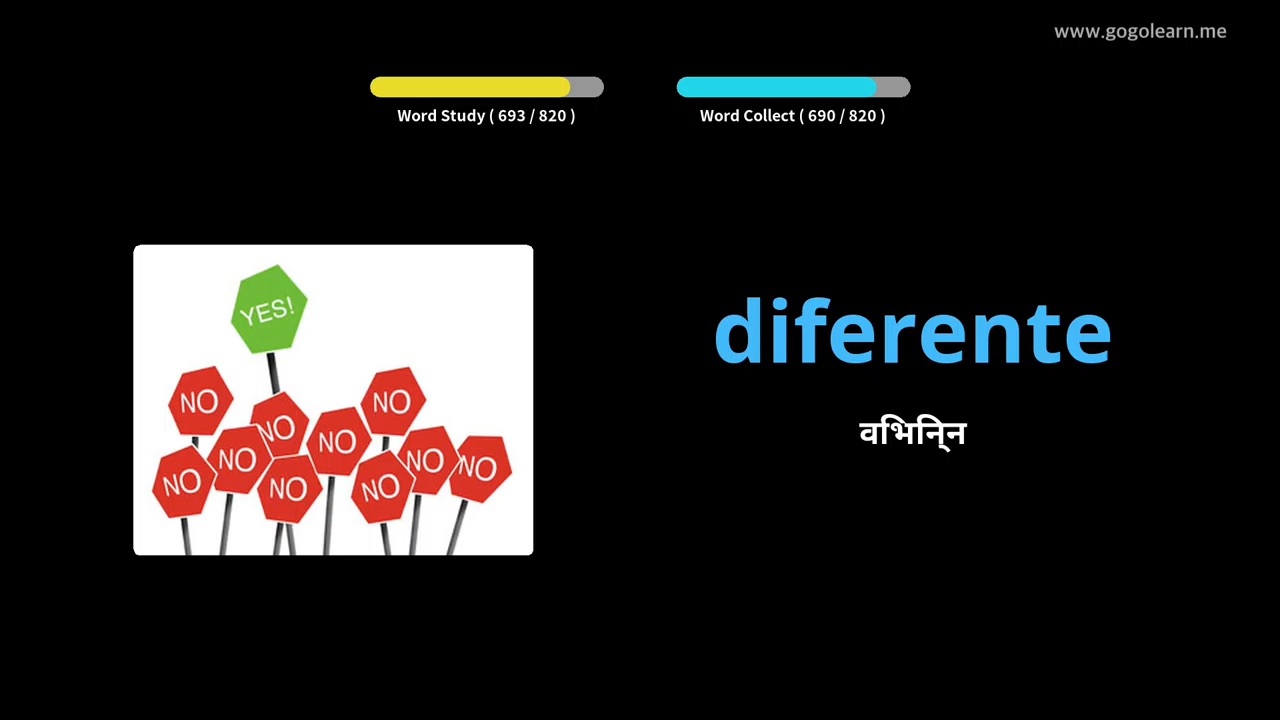 www.gogolearn.me
Word Study ( 693 / 820 )
Word Collect ( 690 / 820 )
YES!
NO
NO
NO
NO
NO
NO
NO
NO
NO
NO
diferente
वभिनि्न